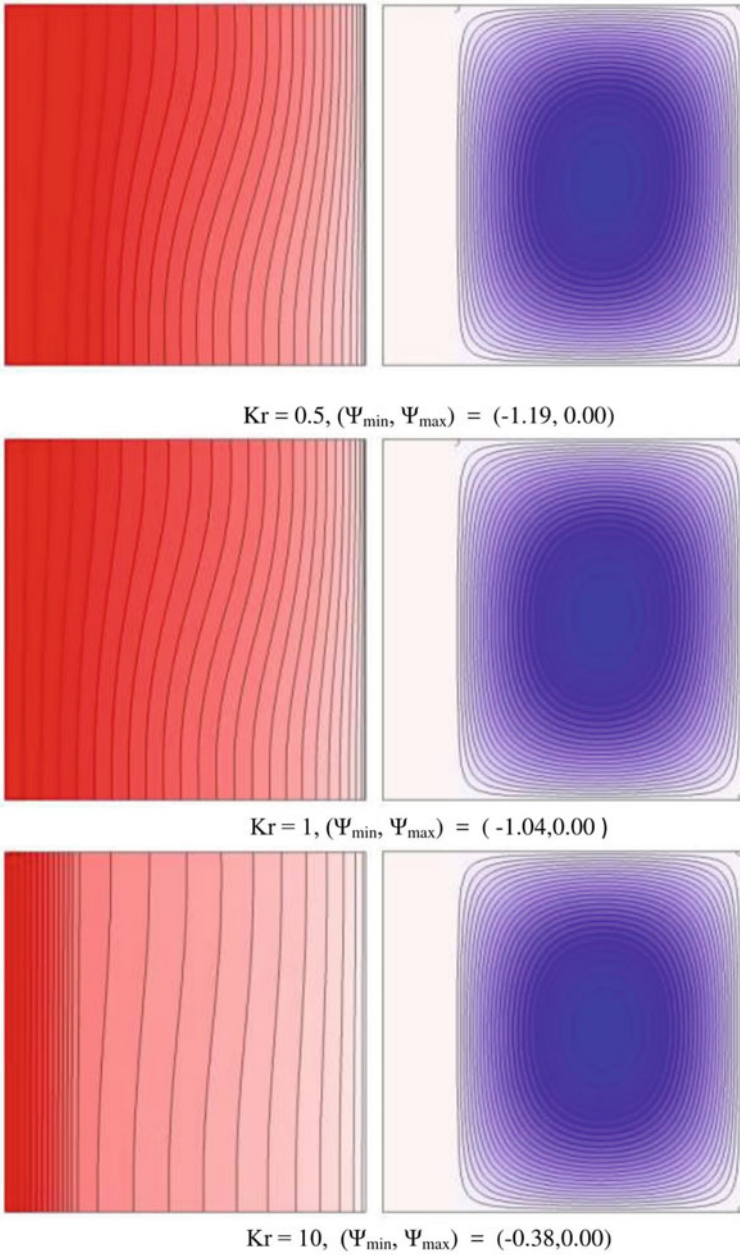 Kr = 0.5, (Ψmin, Ψmax) = (-1.19, 0.00)
Kr = 1, (Ψmin, Ψmax) = ( -1.04,0.00 )
Kr = 10, (Ψmin, Ψmax) = (-0.38,0.00)